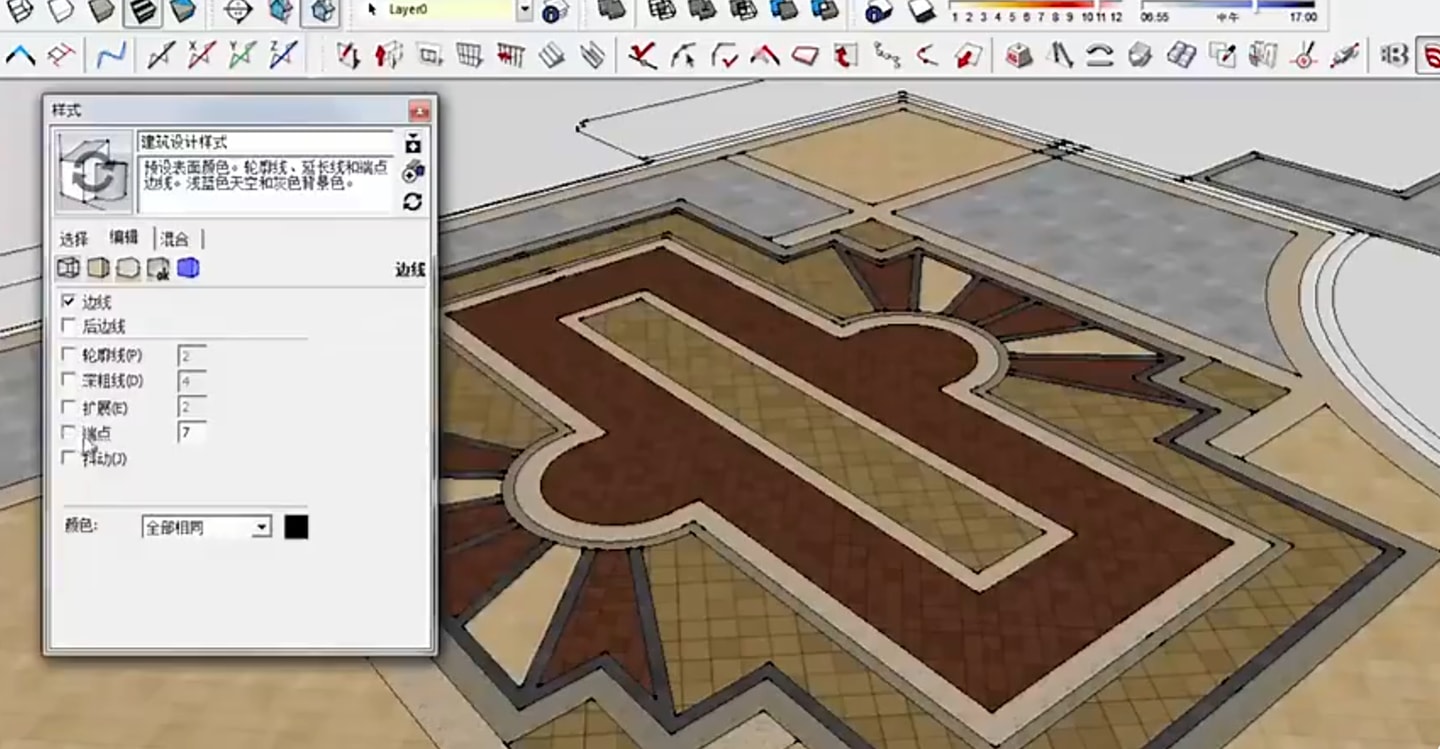 Layer0
1 2 3 4 5 6 7 8 9 10 11 12
06:55 中午 17:00
样式
建筑设计样式
预设表面颜色。轮廓线、延长线和端点
边线。浅蓝色天空和灰色背景色。
选择 编辑 混合
边线
边线
后边线
轮廓线(P) 2
深粗线(D) 4
扩展(E) 2
端点 7
抖动(J)
颜色: 全部相同